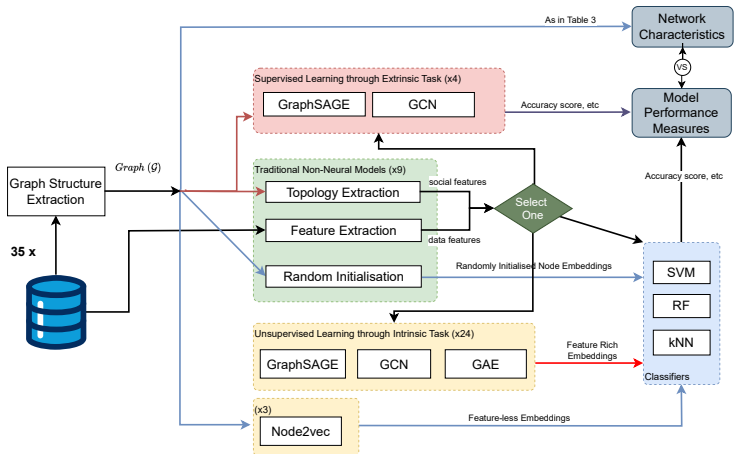 As in Table 3
Network
Characteristics
VS
Model
Performance
Measures
Supervised Learning through Extrinsic Task (x4)
GraphSAGE
GCN
Accuracy score, etc
Graph (𝒢)
Graph Structure
Extraction
35 x
Traditional Non-Neural Models (x9)
Topology Extraction
social features
Feature Extraction
data features
Random Initialisation
Select
One
Accuracy score, etc
Randomly Initialised Node Embeddings
SVM
RF
kNN
Classifiers
Unsupervised Learning through Intrinsic Task (x24)
GraphSAGE
GCN
GAE
Feature Rich
Embeddings
(x3)
Node2vec
Feature-less Embeddings